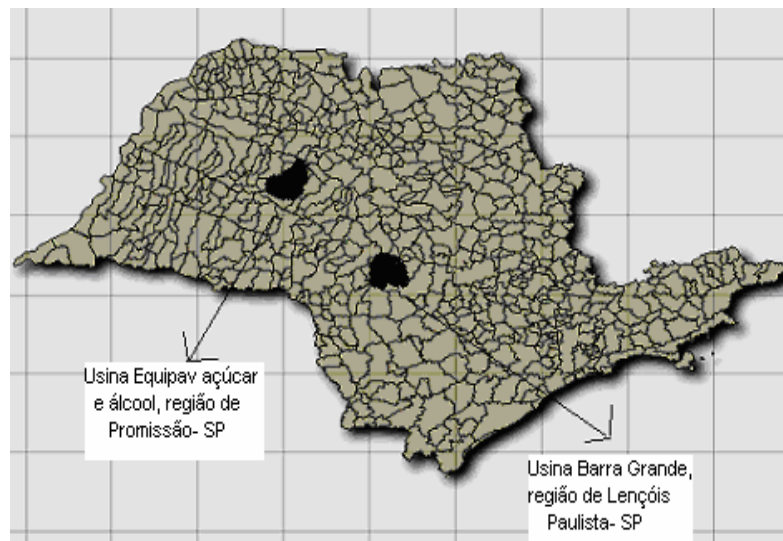 Usina Equipav açúcar
e álcool, região de
Promissão- SP
Usina Barra Grande,
região de Lençóis
Paulista- SP